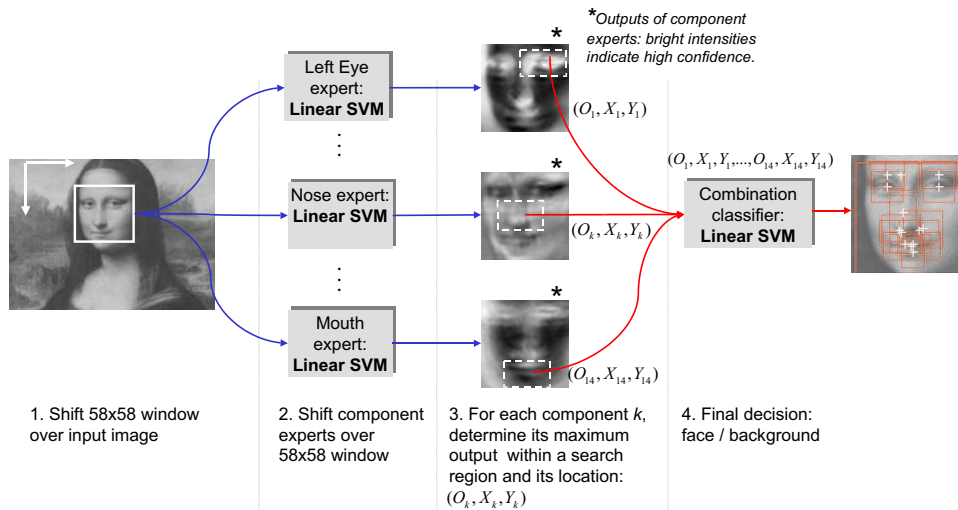 *Outputs of component
experts: bright intensities
indicate high confidence.
Left Eye
expert:
Linear SVM
*
(O₁, X₁, Y₁)
Nose expert:
Linear SVM
*
(Oₖ, Xₖ, Yₖ)
Mouth
expert:
Linear SVM
*
(O₁₄, X₁₄, Y₁₄)
(O₁, X₁, Y₁,..., O₁₄, X₁₄, Y₁₄)
Combination
classifier:
Linear SVM
1. Shift 58x58 window
over input image
2. Shift component
experts over
58x58 window
3. For each component k,
determine its maximum
output within a search
region and its location:
(Oₖ, Xₖ, Yₖ)
4. Final decision:
face / background